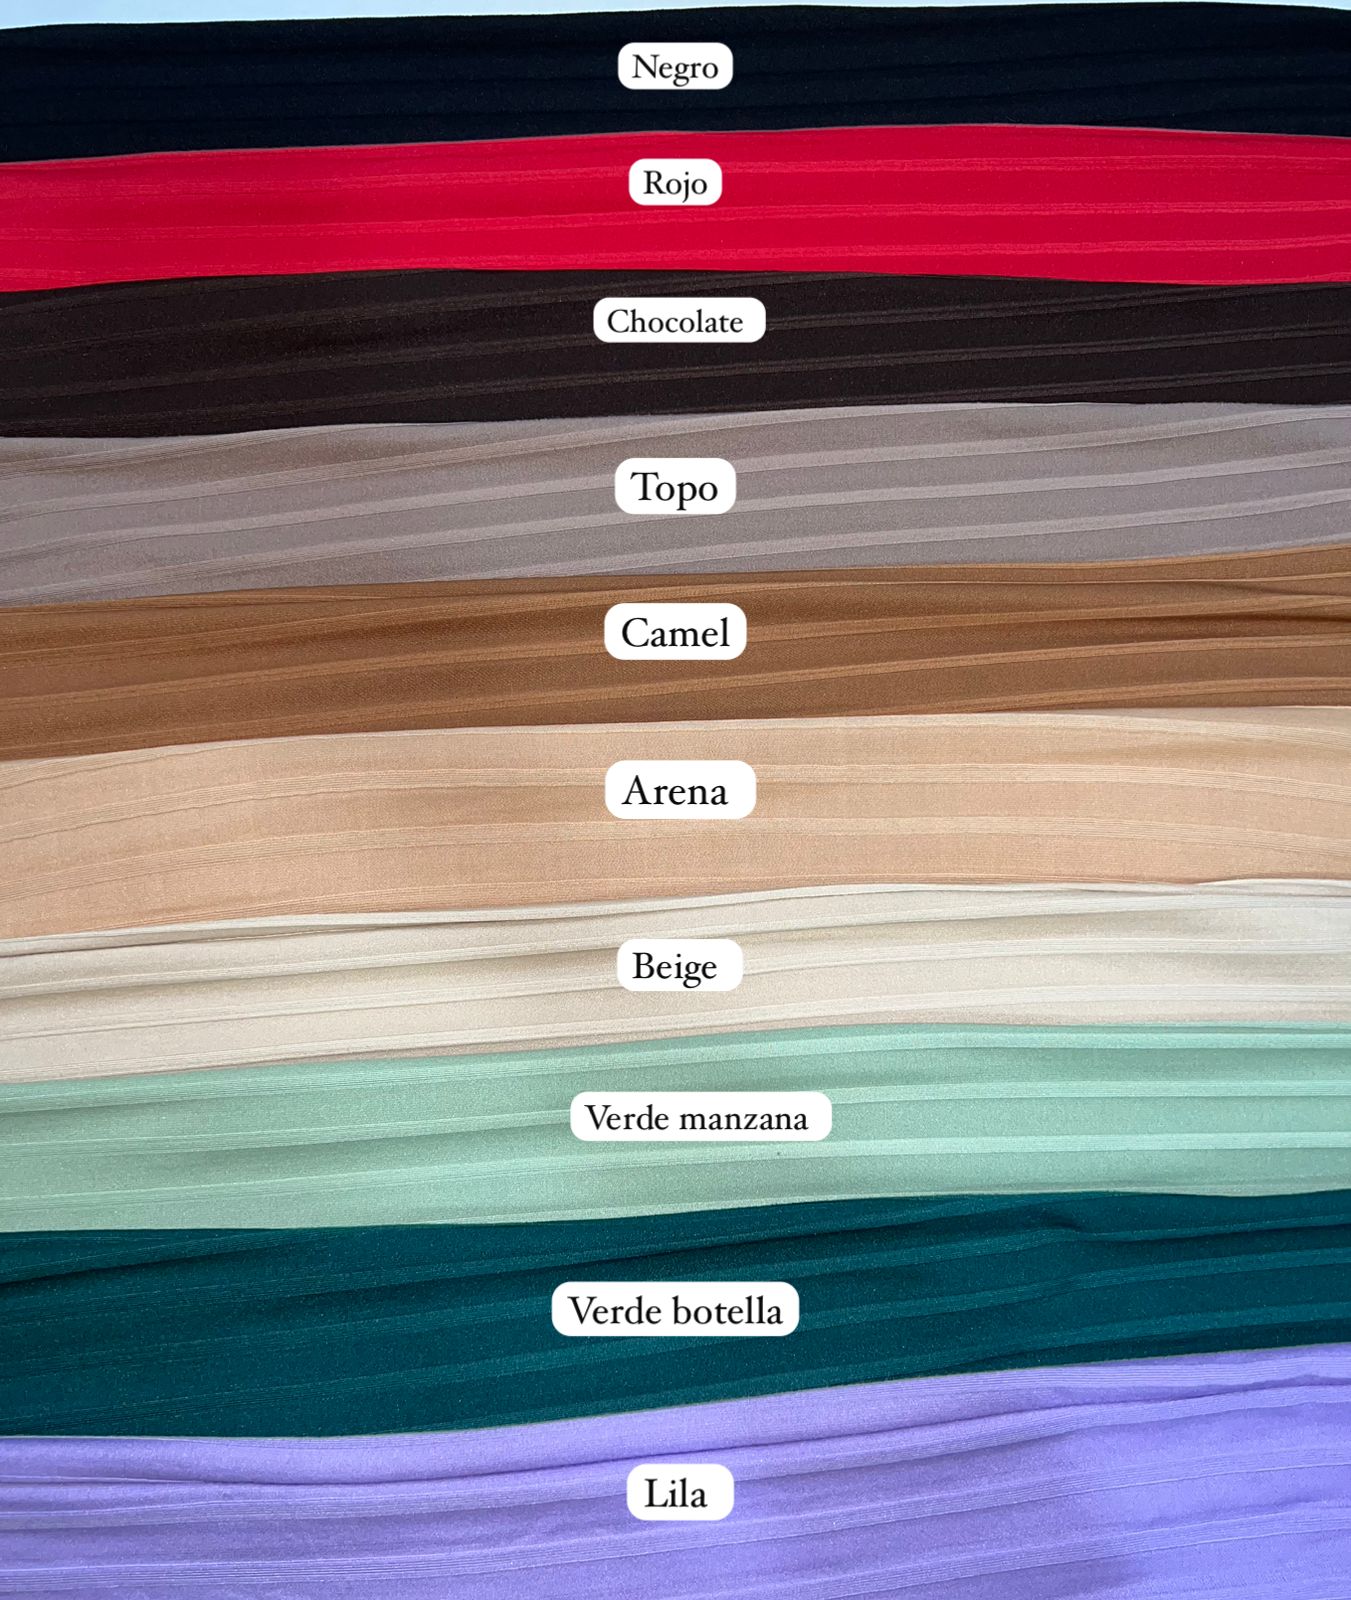 Negro
Rojo
Chocolate
Topo
Camel
Arena
Beige
Verde manzana
Verde botella
Lila